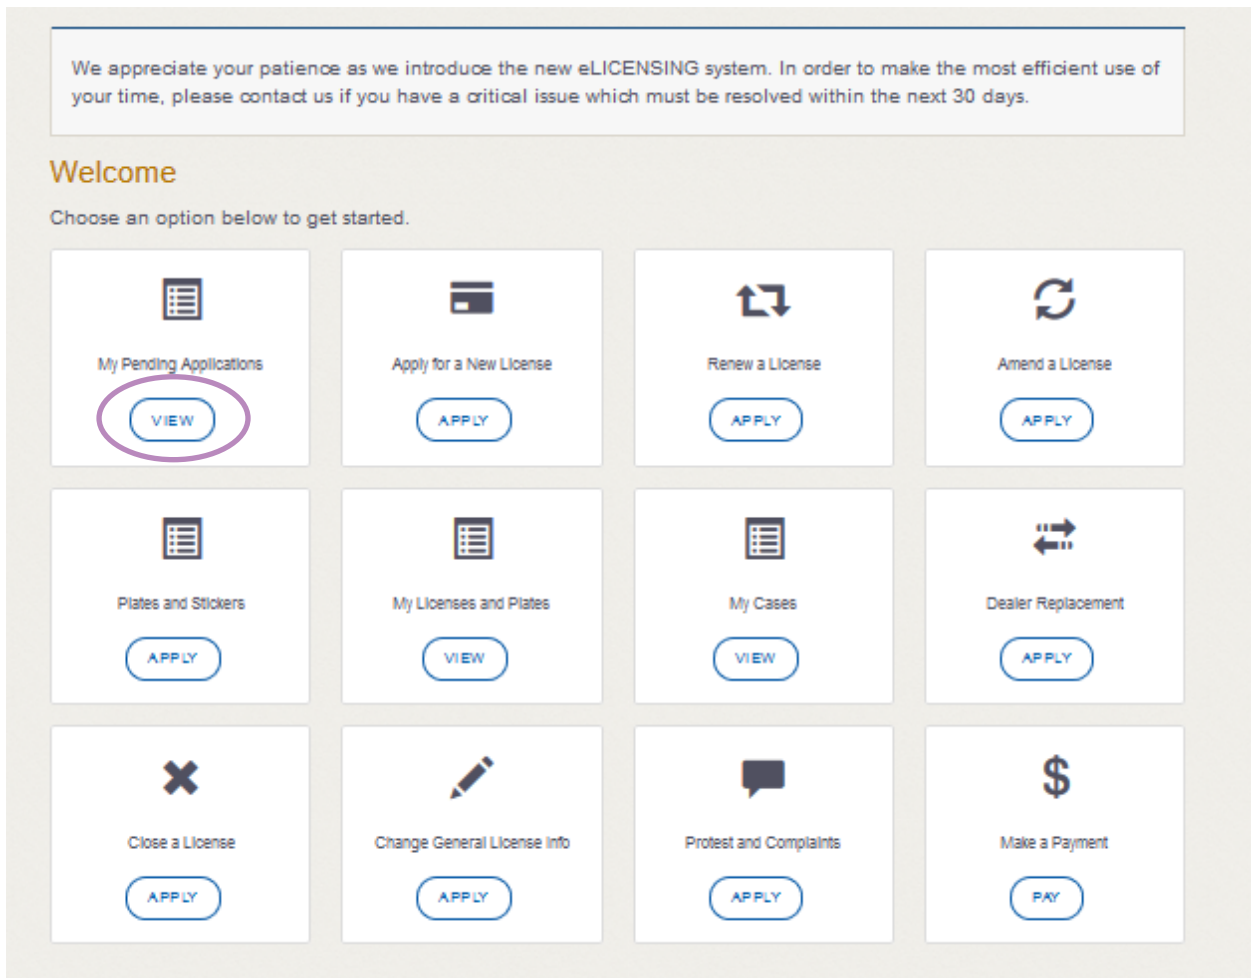 We appreciate your patience as we introduce the new eLICENSING system. In order to make the most efficient use of
your time, please contact us if you have a critical issue which must be resolved within the next 30 days.
Welcome
Choose an option below to get started.
My Pending Applications
VIEW
Apply for a New License
APPLY
Renew a License
APPLY
Amend a License
APPLY
Plates and Stickers
APPLY
My Licenses and Plates
VIEW
My Cases
VIEW
Dealer Replacement
APPLY
Close a License
APPLY
Change General License Info
APPLY
Protest and Complaints
APPLY
$
Make a Payment
PAY